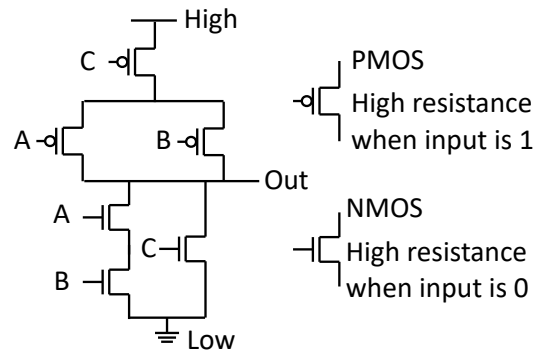 High
C
PMOS
High resistance
when input is 1
A
B
Out
A
NMOS
C
High resistance
B
when input is 0
Low